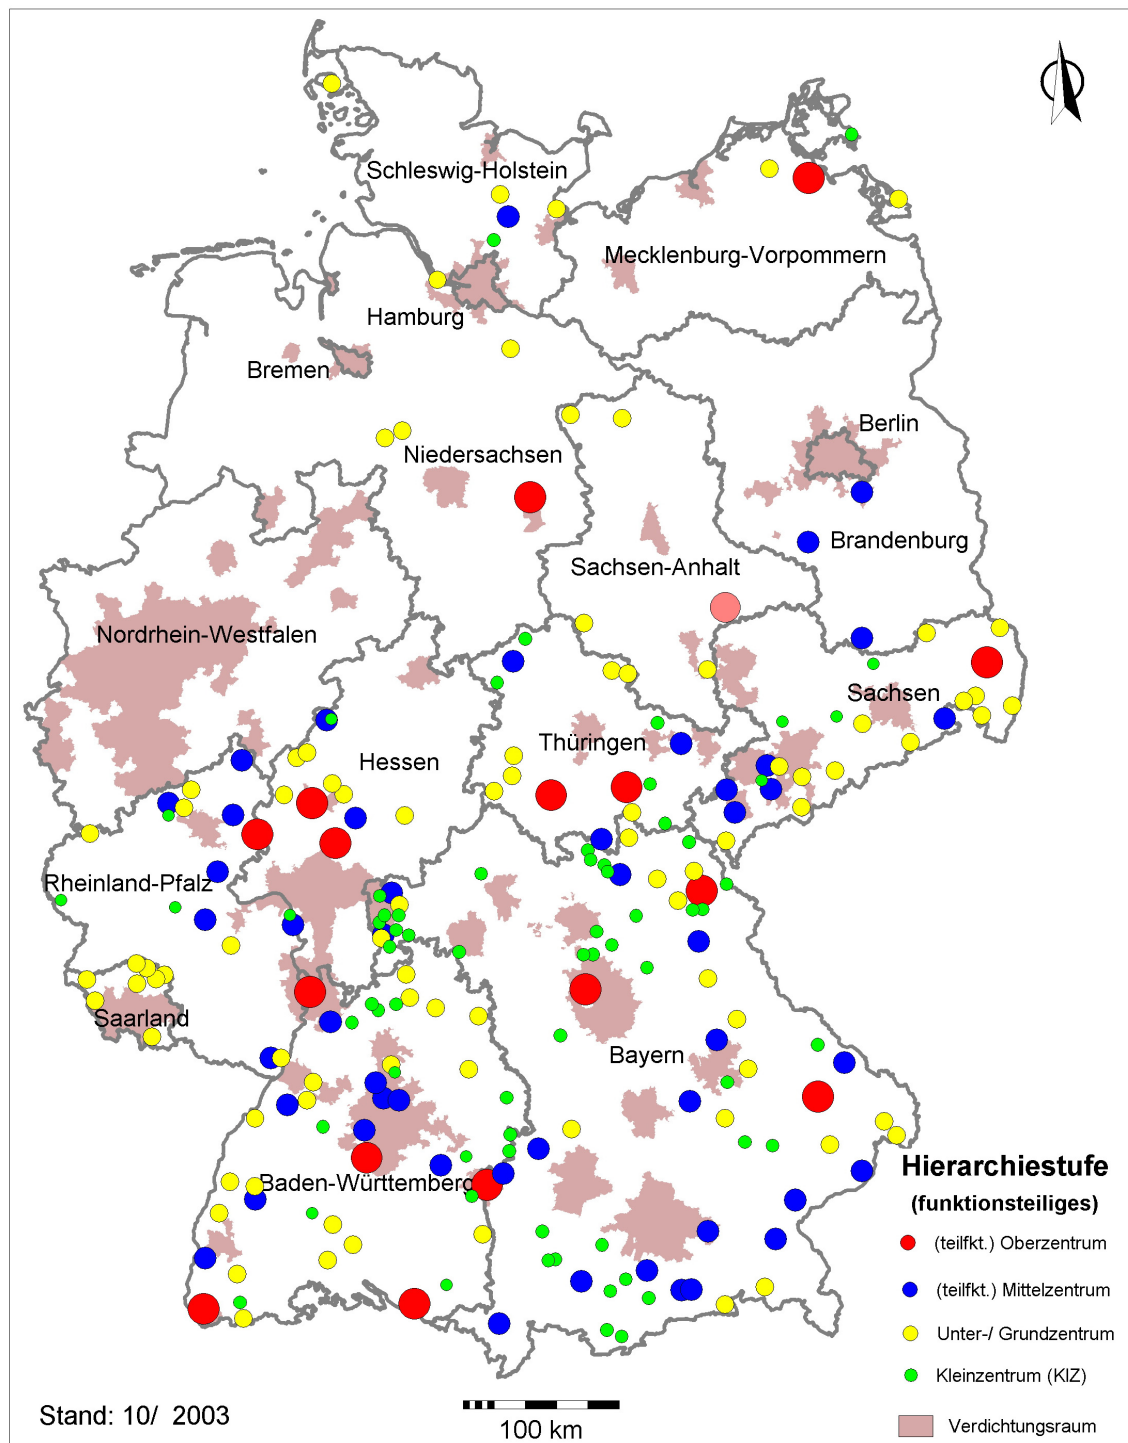 Schleswig-Holstein
Mecklenburg-Vorpommern
Hamburg
Bremen
Berlin
Niedersachsen
Brandenburg
Sachsen-Anhalt
Nordrhein-Westfalen
Sachsen
Thüringen
Hessen
Rheinland-Pfalz
Saarland
Bayern
Baden-Württemberg
Hierarchiestufe
(funktionsteiliges)
(teilfkt.) Oberzentrum
(teilfkt.) Mittelzentrum
Unter-/ Grundzentrum
Kleinzentrum (KIZ)
Verdichtungsraum
Stand: 10/ 2003
100 km